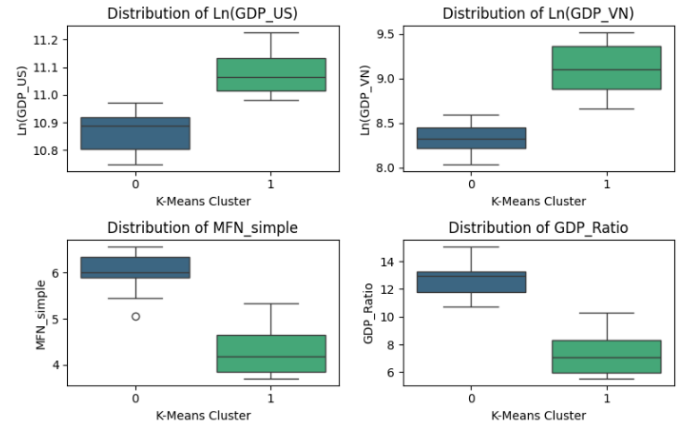 Distribution of Ln(GDP_US)
Ln(GDP_US)
11.2
11.1
11.0
10.9
10.8
0 1
K-Means Cluster
Distribution of Ln(GDP_VN)
Ln(GDP_VN)
9.5
9.0
8.5
8.0
0 1
K-Means Cluster
Distribution of MFN_simple
MFN_simple
6
5
4
0 1
K-Means Cluster
Distribution of GDP_Ratio
GDP_Ratio
14
12
10
8
6
0 1
K-Means Cluster